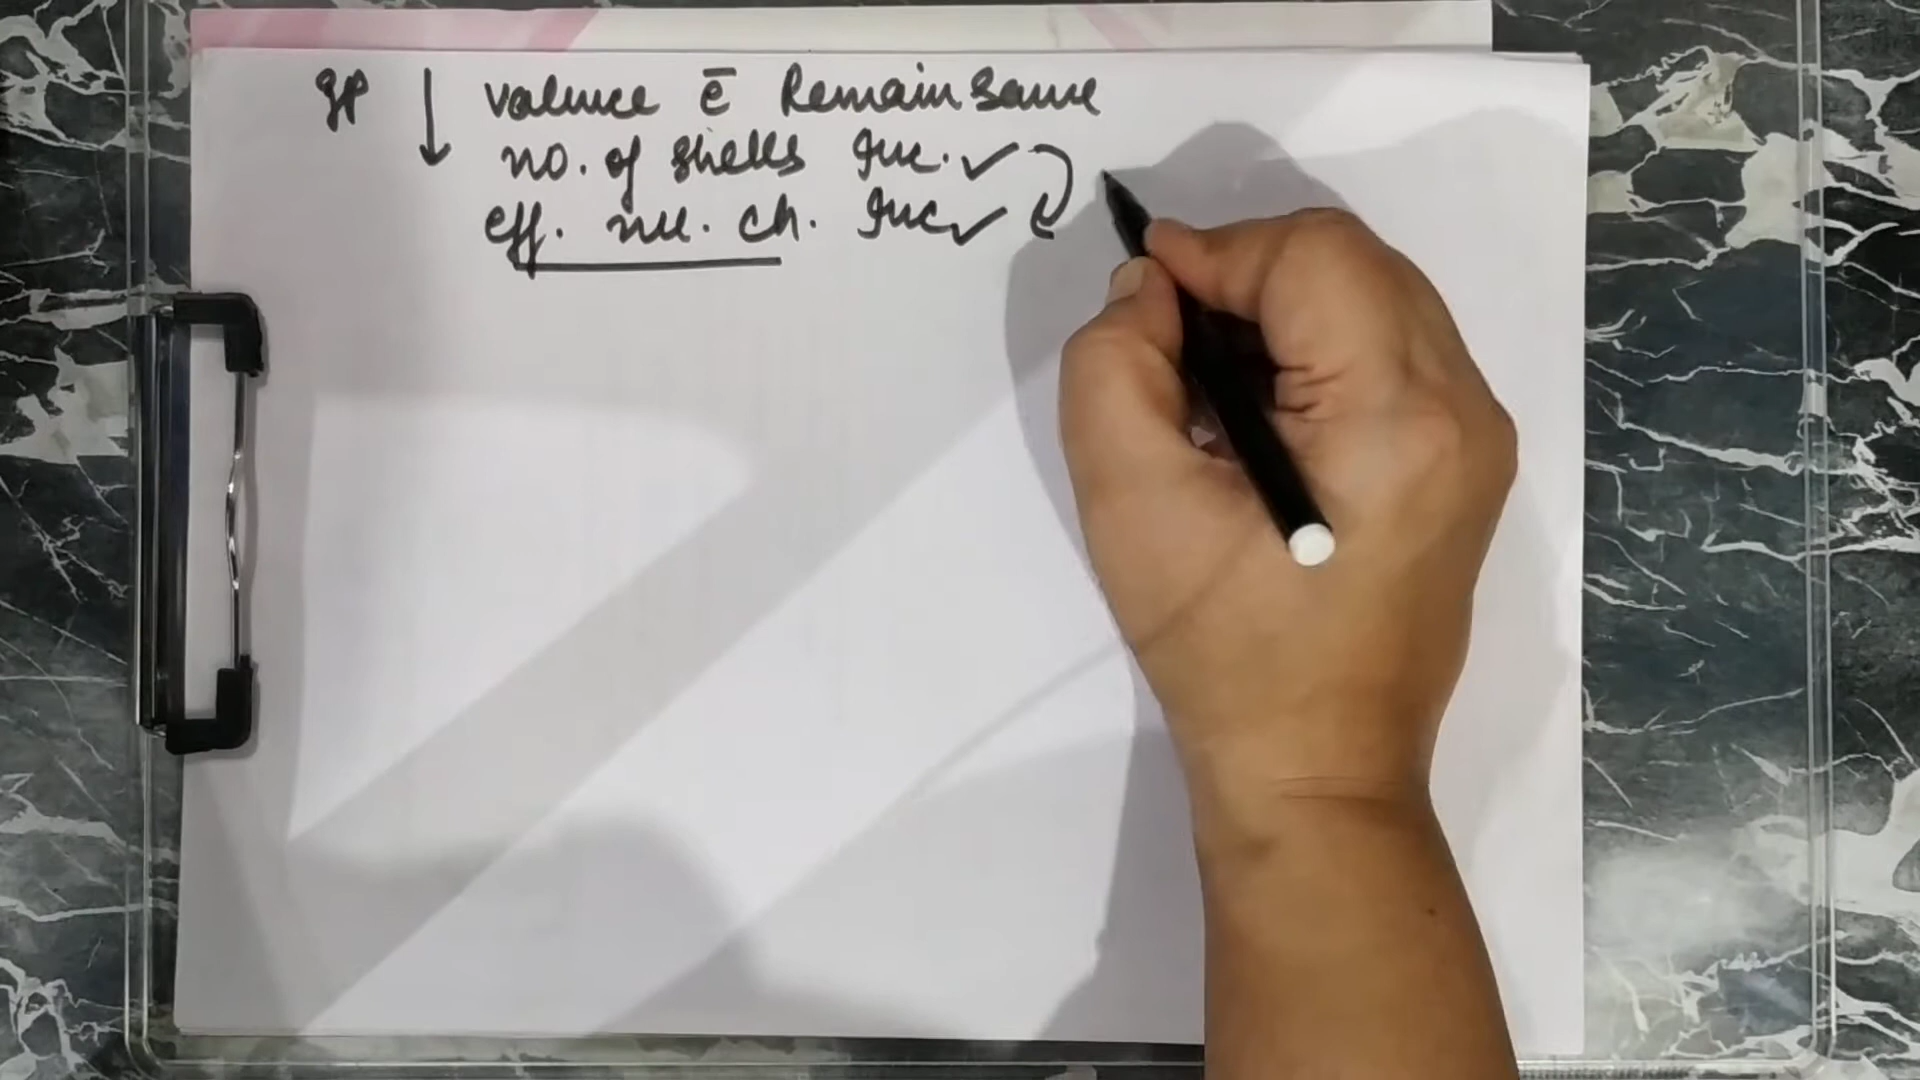 gp ↓ valence ē Remain same
no. of shells Inc. ✓
eff. nu. ch. Inc ✓